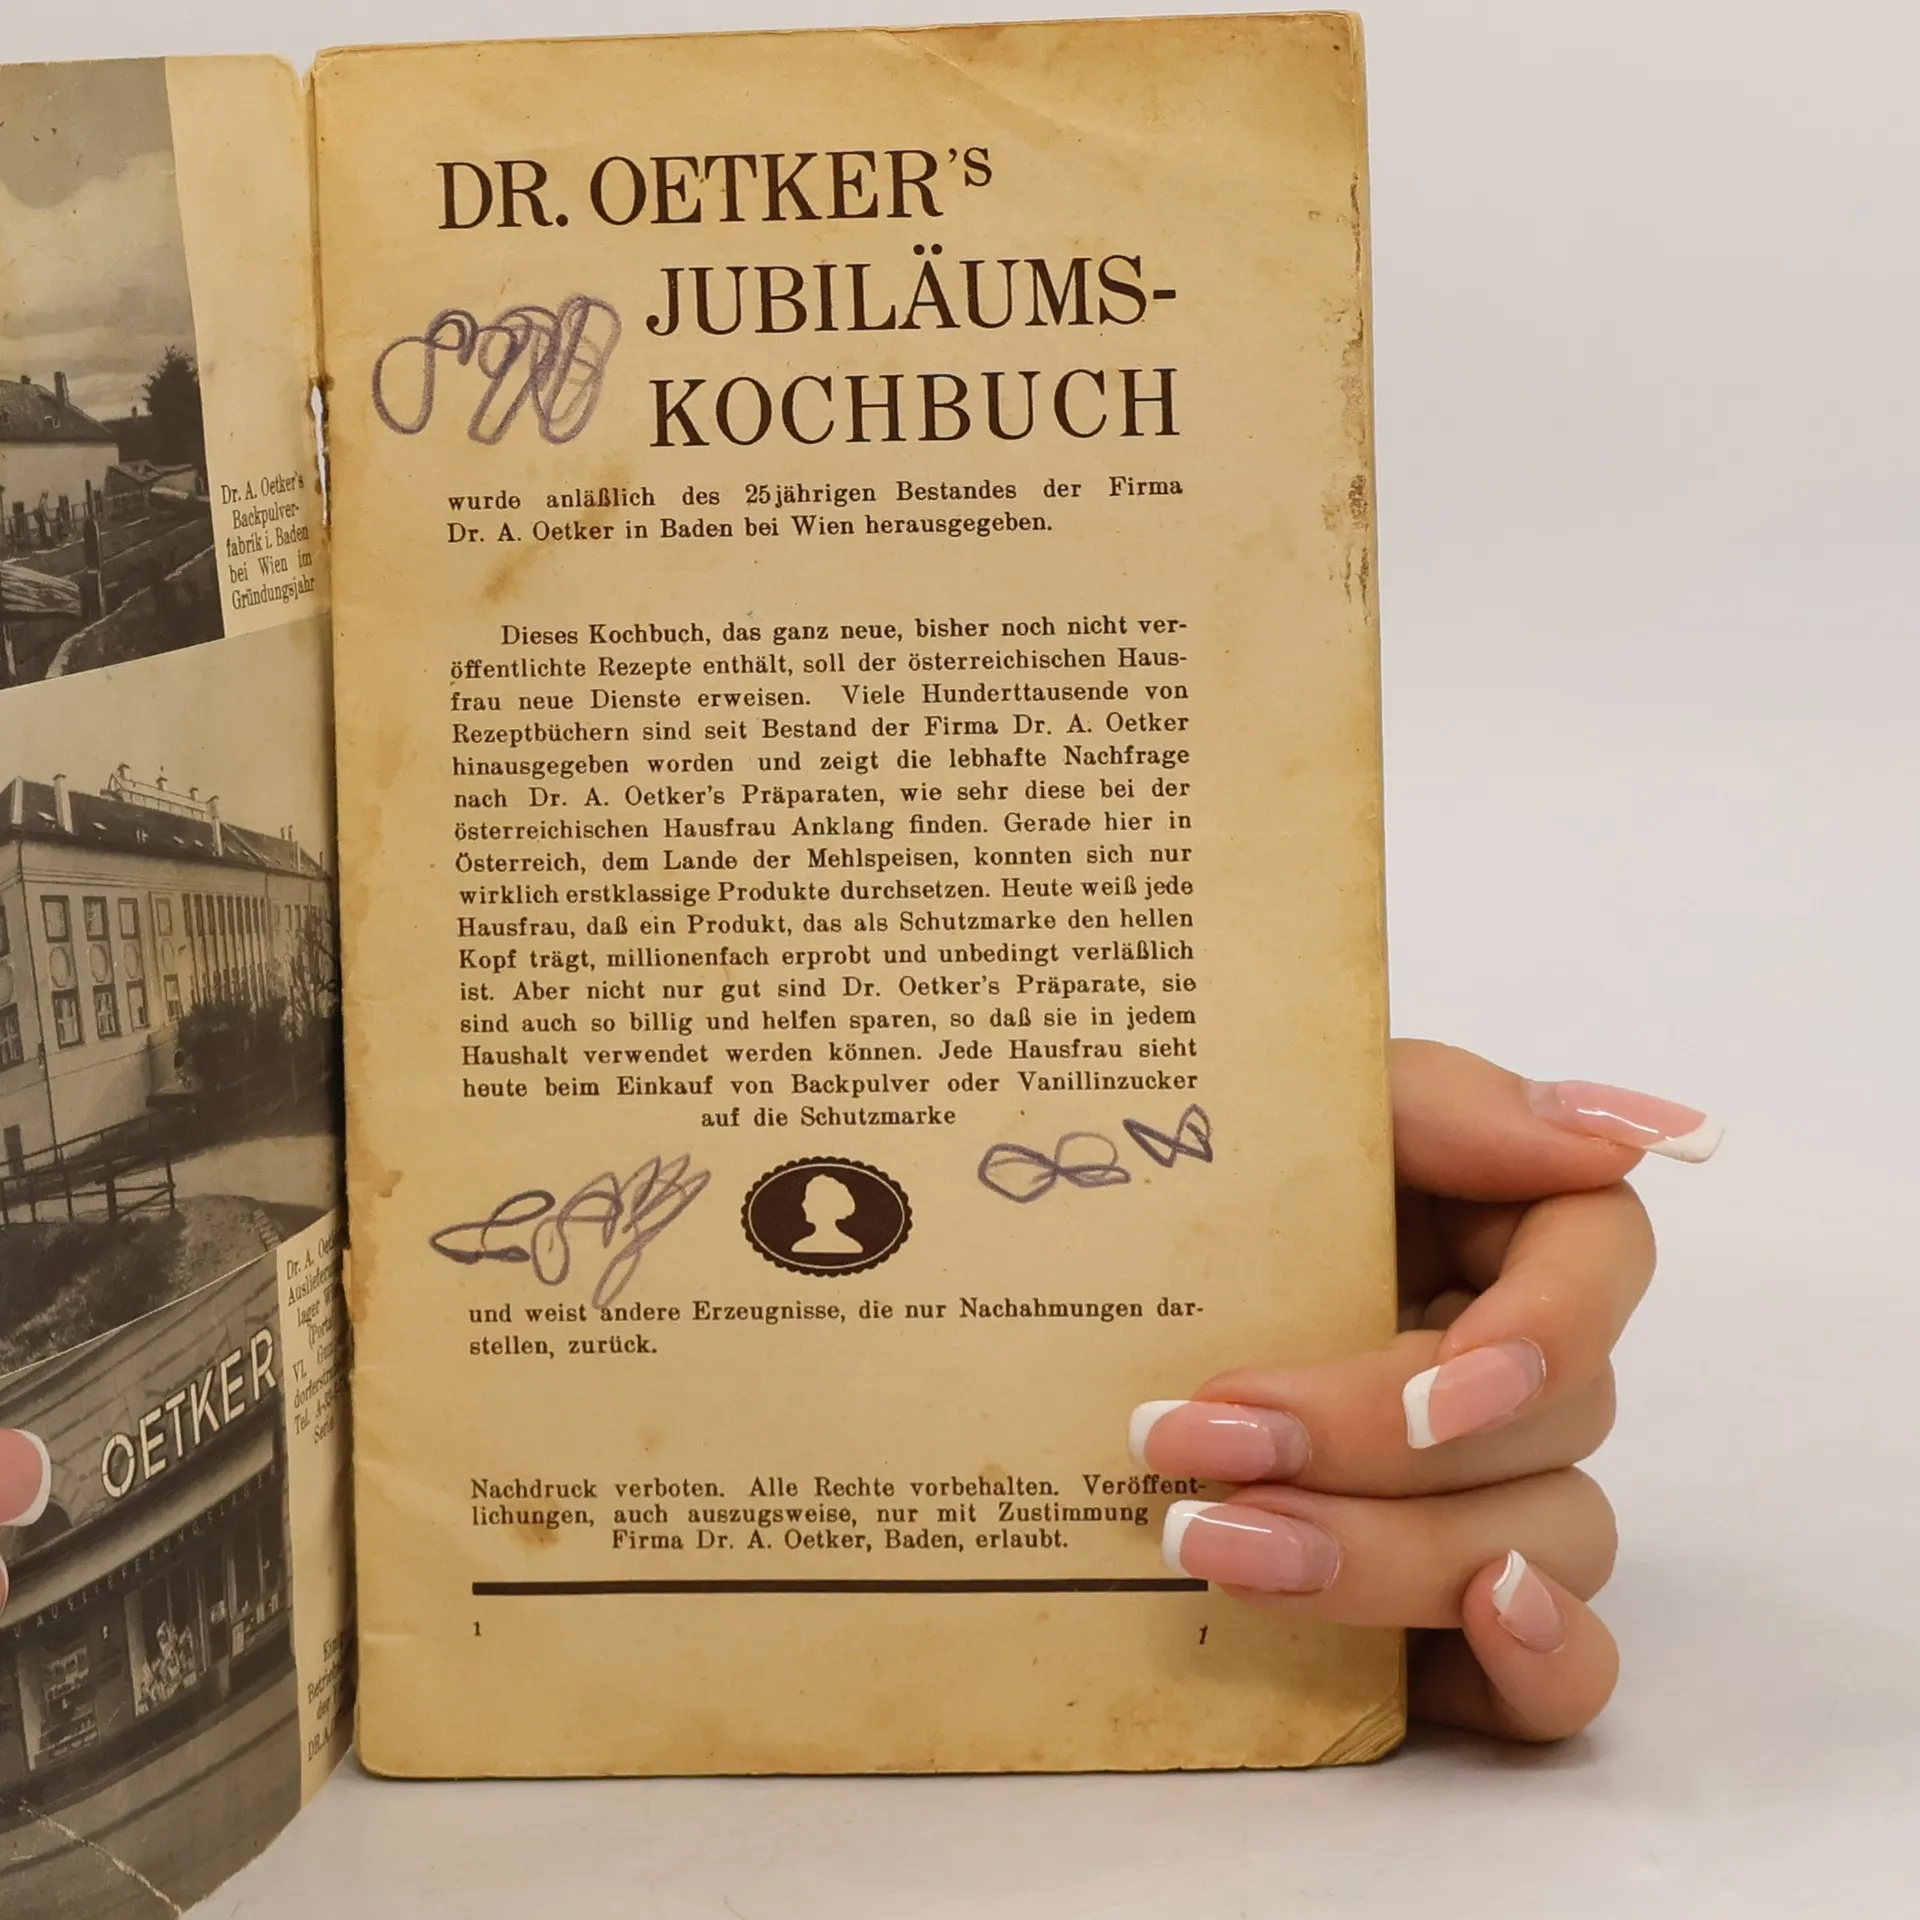 Dr. A. Oetker's
Backpulver-
fabrik i. Baden
bei Wien im
Gründungsjahr
OETKER
AUSLIEFERUNGSLAGER
Dr. A.
lager
VI.
Tel.
der
DR. OETKER's
JUBILÄUMS-
KOCHBUCH
wurde anläßlich des 25jährigen Bestandes der Firma
Dr. A. Oetker in Baden bei Wien herausgegeben.
Dieses Kochbuch, das ganz neue, bisher noch nicht ver-
öffentlichte Rezepte enthält, soll der österreichischen Haus-
frau neue Dienste erweisen. Viele Hunderttausende von
Rezeptbüchern sind seit Bestand der Firma Dr. A. Oetker
hinausgegeben worden und zeigt die lebhafte Nachfrage
nach Dr. A. Oetker's Präparaten, wie sehr diese bei der
österreichischen Hausfrau Anklang finden. Gerade hier in
Österreich, dem Lande der Mehlspeisen, konnten sich nur
wirklich erstklassige Produkte durchsetzen. Heute weiß jede
Hausfrau, daß ein Produkt, das als Schutzmarke den hellen
Kopf trägt, millionenfach erprobt und unbedingt verläßlich
ist. Aber nicht nur gut sind Dr. Oetker's Präparate, sie
sind auch so billig und helfen sparen, so daß sie in jedem
Haushalt verwendet werden können. Jede Hausfrau sieht
heute beim Einkauf von Backpulver oder Vanillinzucker
auf die Schutzmarke
und weist andere Erzeugnisse, die nur Nachahmungen dar-
stellen, zurück.
Nachdruck verboten. Alle Rechte vorbehalten. Veröffent-
lichungen, auch auszugsweise, nur mit Zustimmung
Firma Dr. A. Oetker, Baden, erlaubt.
1 1